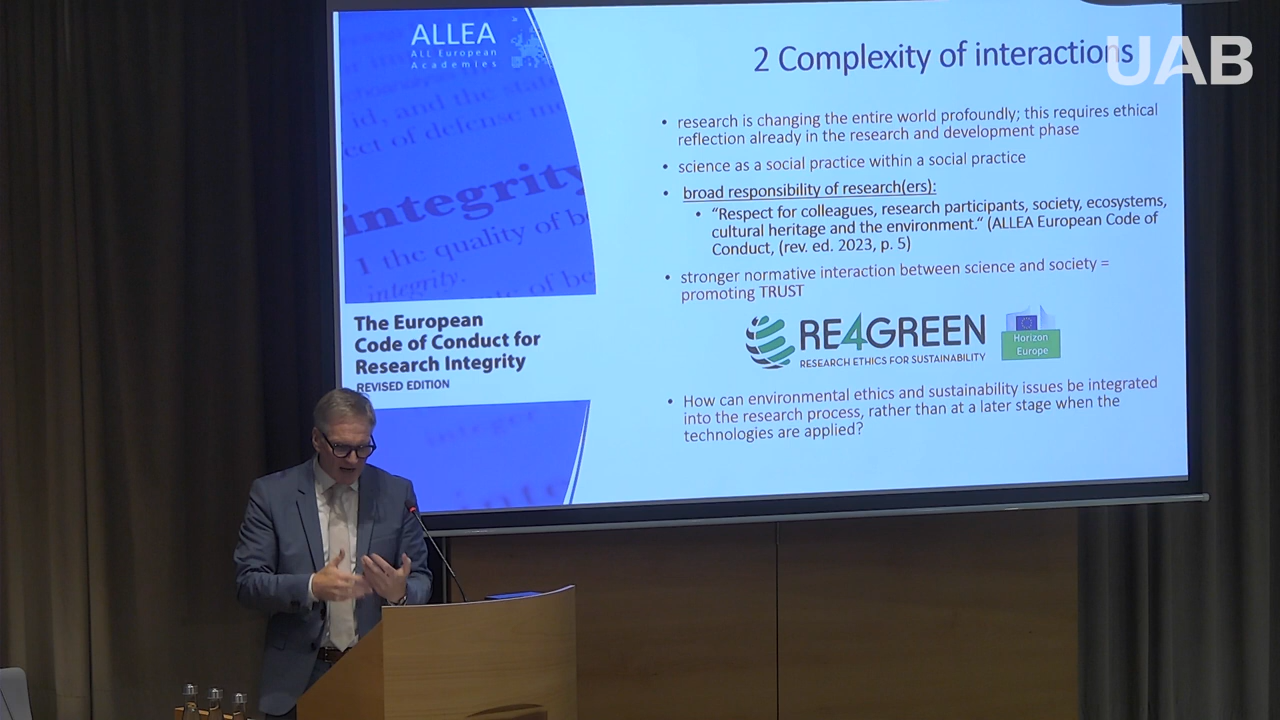 ALLEA
ALL European
Academies
integrity
1 the quality of b
integrity.
The European
Code of Conduct for
Research Integrity
REVISED EDITION
2 Complexity of interactions
UAB
• research is changing the entire world profoundly; this requires ethical
reflection already in the research and development phase
• science as a social practice within a social practice
• broad responsibility of research(ers):
• “Respect for colleagues, research participants, society, ecosystems,
cultural heritage and the environment.“ (ALLEA European Code of
Conduct, (rev. ed. 2023, p. 5)
• stronger normative interaction between science and society =
promoting TRUST
RE4GREEN
RESEARCH ETHICS FOR SUSTAINABILITY
Horizon
Europe
• How can environmental ethics and sustainability issues be integrated
into the research process, rather than at a later stage when the
technologies are applied?